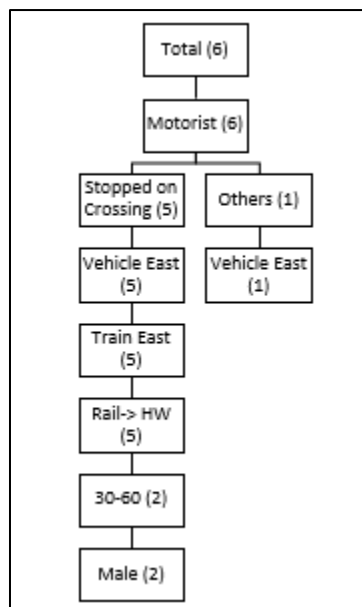 Total (6)
Motorist (6)
Stopped on
Crossing (5)
Others (1)
Vehicle East
(5)
Vehicle East
(1)
Train East
(5)
Rail-> HW
(5)
30-60 (2)
Male (2)